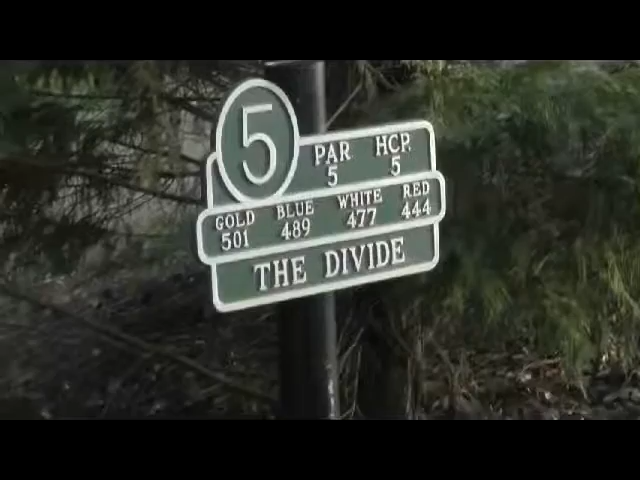 5
PAR HCP.
5 5
GOLD BLUE WHITE RED
501 489 477 444
THE DIVIDE